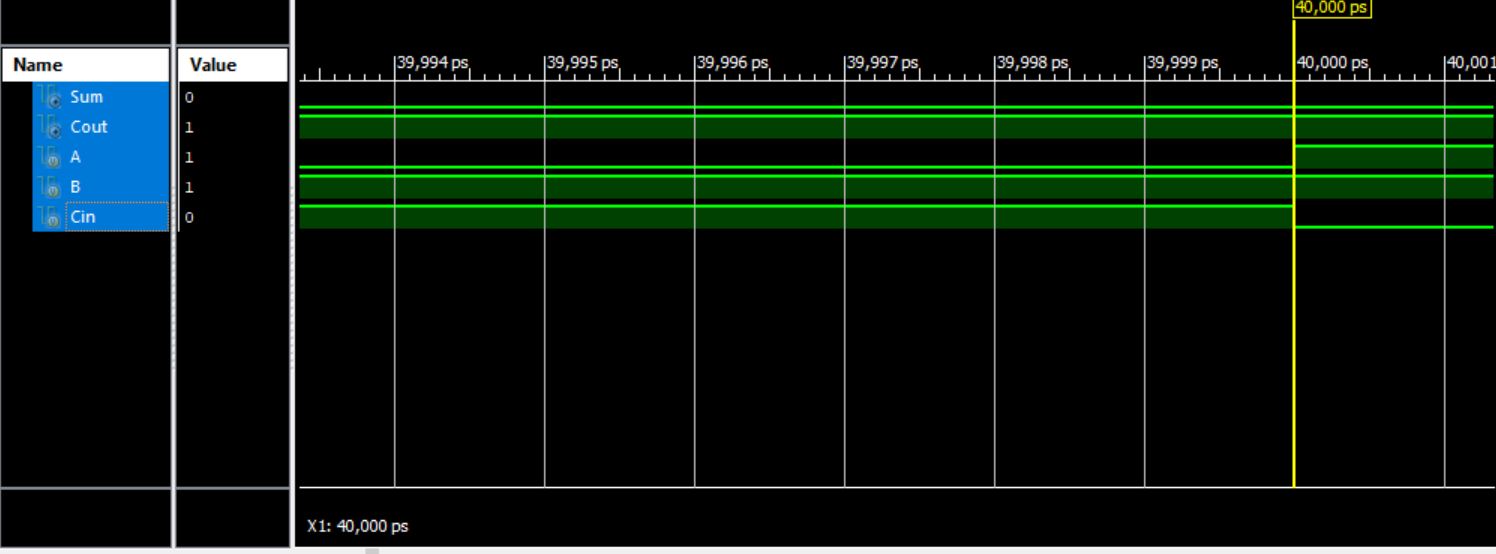 40,000 ps
Name Value
39,994 ps 39,995 ps 39,996 ps 39,997 ps 39,998 ps 39,999 ps 40,000 ps 40,001
Sum 0
Cout 1
A 1
B 1
Cin 0
X1: 40,000 ps